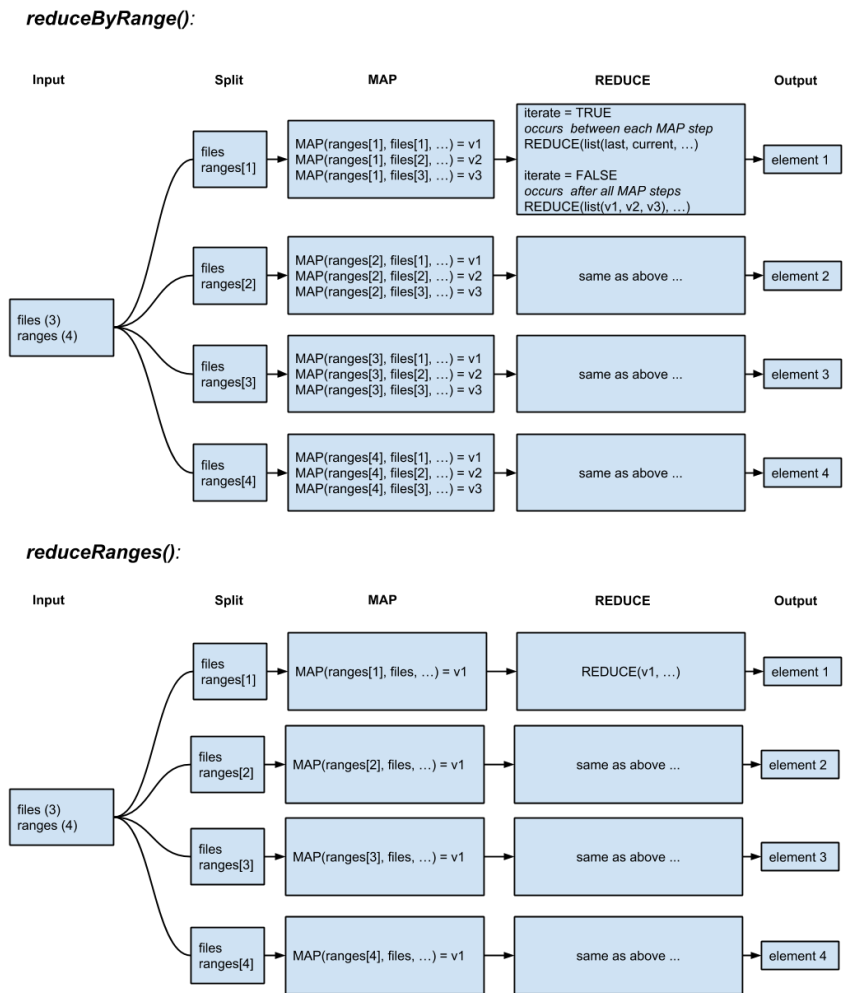 reduceByRange():
Input
Split
MAP
REDUCE
Output
files (3)
ranges (4)
files
ranges[1]
MAP(ranges[1], files[1], …) = v1
MAP(ranges[1], files[2], …) = v2
MAP(ranges[1], files[3], …) = v3
iterate = TRUE
occurs  between each MAP step
REDUCE(list(last, current, …)
iterate = FALSE
occurs  after all MAP steps
REDUCE(list(v1, v2, v3), …)
element 1
files
ranges[2]
MAP(ranges[2], files[1], …) = v1
MAP(ranges[2], files[2], …) = v2
MAP(ranges[2], files[3], …) = v3
same as above ...
element 2
files
ranges[3]
MAP(ranges[3], files[1], …) = v1
MAP(ranges[3], files[2], …) = v2
MAP(ranges[3], files[3], …) = v3
same as above ...
element 3
files
ranges[4]
MAP(ranges[4], files[1], …) = v1
MAP(ranges[4], files[2], …) = v2
MAP(ranges[4], files[3], …) = v3
same as above ...
element 4
reduceRanges():
Input
Split
MAP
REDUCE
Output
files (3)
ranges (4)
files
ranges[1]
MAP(ranges[1], files, …) = v1
REDUCE(v1, …)
element 1
files
ranges[2]
MAP(ranges[2], files, …) = v1
same as above ...
element 2
files
ranges[3]
MAP(ranges[3], files, …) = v1
same as above ...
element 3
files
ranges[4]
MAP(ranges[4], files, …) = v1
same as above ...
element 4